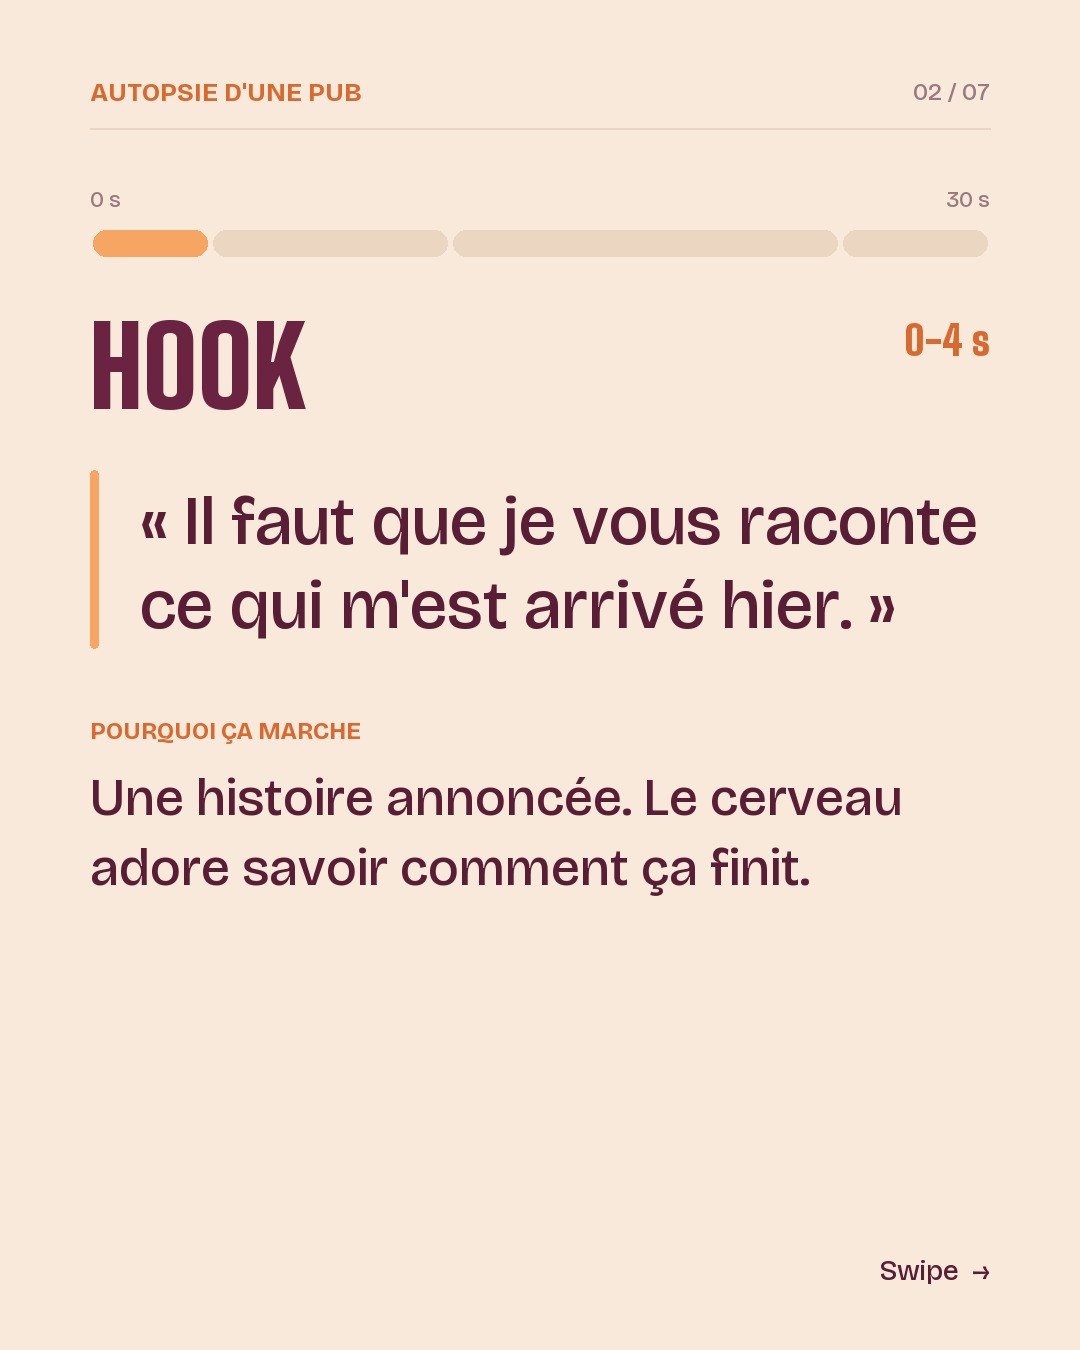 AUTOPSIE D'UNE PUB
02 / 07
0 s
30 s
HOOK
0–4 s
« Il faut que je vous raconte
ce qui m'est arrivé hier. »
POURQUOI ÇA MARCHE
Une histoire annoncée. Le cerveau
adore savoir comment ça finit.
Swipe →